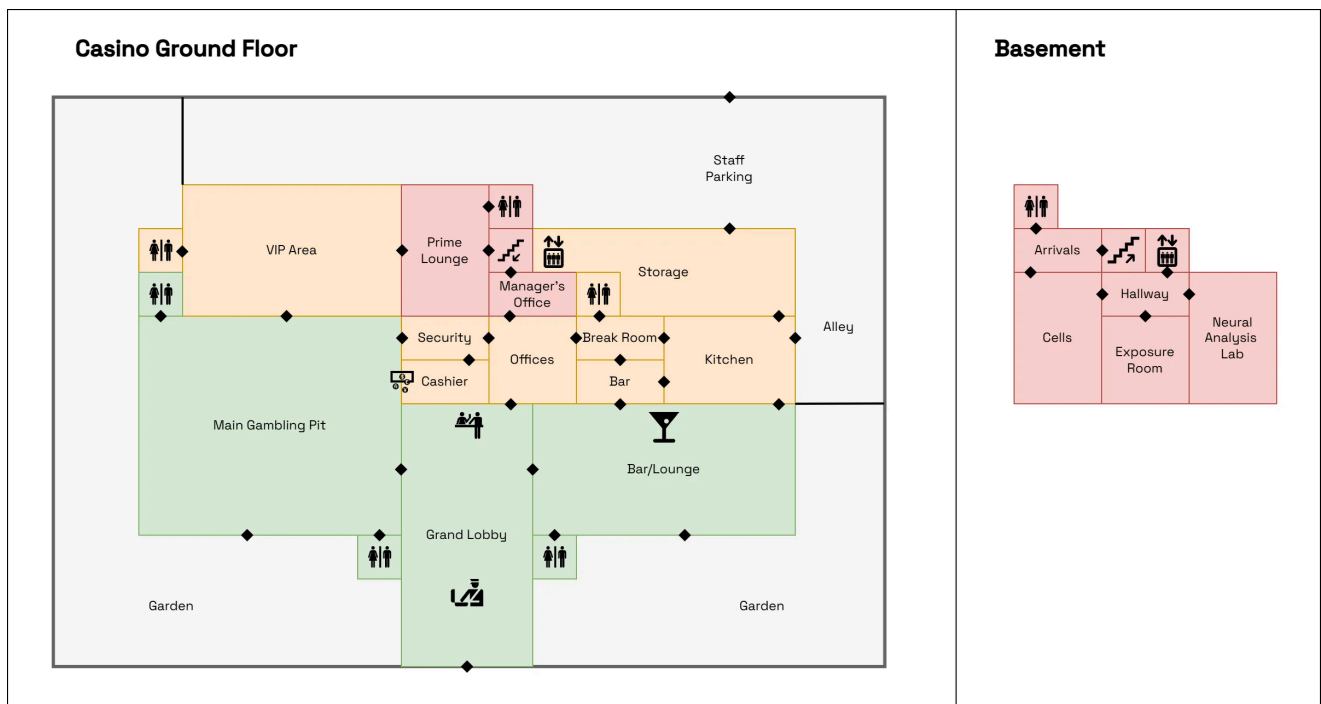 Casino Ground Floor
Basement
Staff
Parking
VIP Area
Prime
Lounge
Storage
Manager's
Office
Arrivals
Hallway
Alley
Security
Offices
Break Room
Kitchen
Cells
Neural
Analysis
Lab
Exposure
Room
Cashier
Bar
Main Gambling Pit
Bar/Lounge
Grand Lobby
Garden
Garden